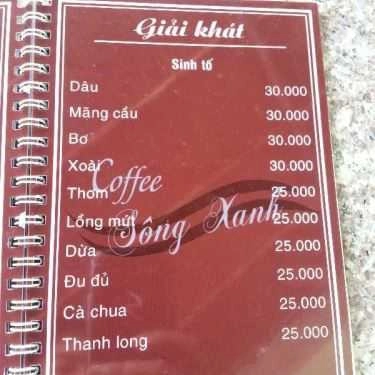 Giải khát
Sinh tố
Dâu 30.000
Mãng cầu 30.000
Bơ 30.000
Xoài 30.000
Thơm 25.000
Lồng mứt 25.000
Dừa 25.000
Đu đủ 25.000
Cà chua 25.000
Thanh long 25.000
Coffee
Sông Xanh